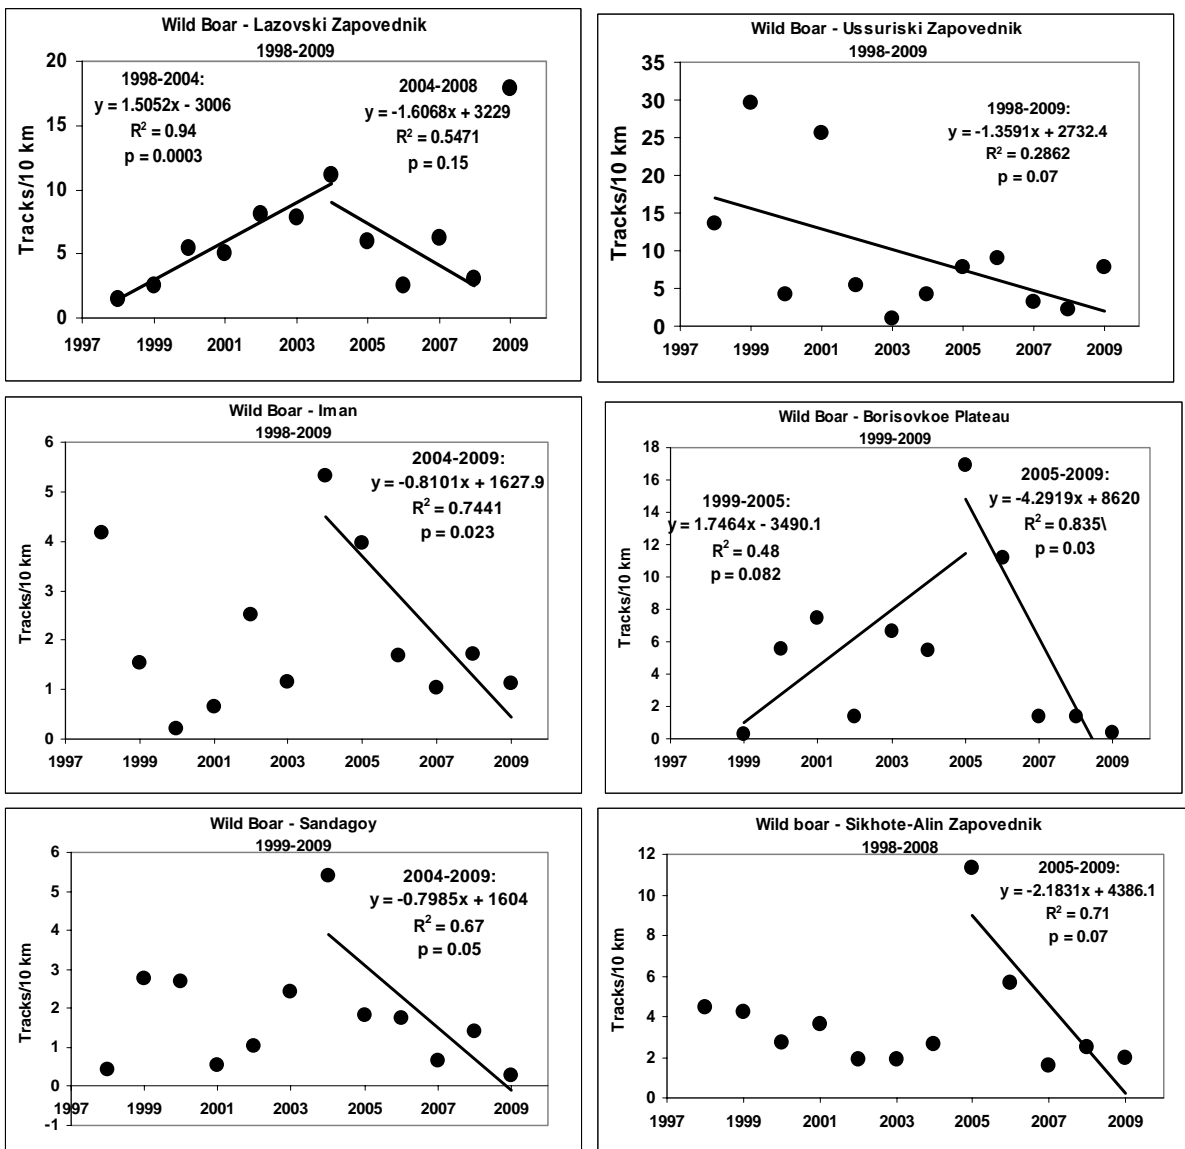 Wild Boar - Lazovski Zapovednik
1998-2009
Tracks/10 km
20
15
10
5
0
1998-2004:
y = 1.5052x - 3006
R² = 0.94
p = 0.0003
2004-2008
y = -1.6068x + 3229
R² = 0.5471
p = 0.15
1997 1999 2001 2003 2005 2007 2009
Wild Boar - Ussuriski Zapovednik
1998-2009
Tracks/10 km
35
30
25
20
15
10
5
0
1998-2009:
y = -1.3591x + 2732.4
R² = 0.2862
p = 0.07
1997 1999 2001 2003 2005 2007 2009
Wild Boar - Iman
1998-2009
Tracks/10 km
6
5
4
3
2
1
0
2004-2009:
y = -0.8101x + 1627.9
R² = 0.7441
p = 0.023
1997 1999 2001 2003 2005 2007 2009
Wild Boar - Borisovkoe Plateau
1999-2009
Tracks/10 km
18
16
14
12
10
8
6
4
2
0
1999-2005:
y = 1.7464x - 3490.1
R² = 0.48
p = 0.082
2005-2009:
y = -4.2919x + 8620
R² = 0.835\
p = 0.03
1997 1999 2001 2003 2005 2007 2009
Wild Boar - Sandagoy
1999-2009
Tracks/10 km
6
5
4
3
2
1
0
-1
2004-2009:
y = -0.7985x + 1604
R² = 0.67
p = 0.05
1997 1999 2001 2003 2005 2007 2009
Wild boar - Sikhote-Alin Zapovednik
1998-2008
Tracks/10 km
12
10
8
6
4
2
0
2005-2009:
y = -2.1831x + 4386.1
R² = 0.71
p = 0.07
1997 1999 2001 2003 2005 2007 2009